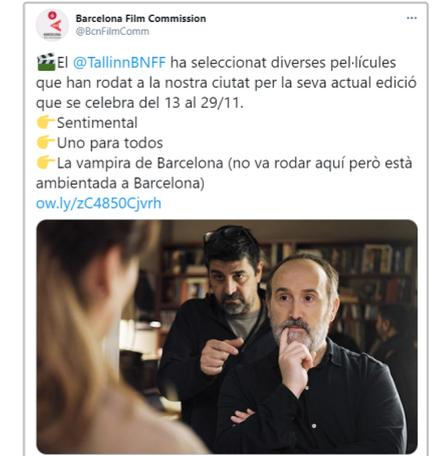 Barcelona Film Commission
@BcnFilmComm
El @TallinnBNFF ha seleccionat diverses pel·lícules
que han rodat a la nostra ciutat per la seva actual edició
que se celebra del 13 al 29/11.
Sentimental
Uno para todos
La vampira de Barcelona (no va rodar aquí però està
ambientada a Barcelona)
ow.ly/zC4850Cjvrh